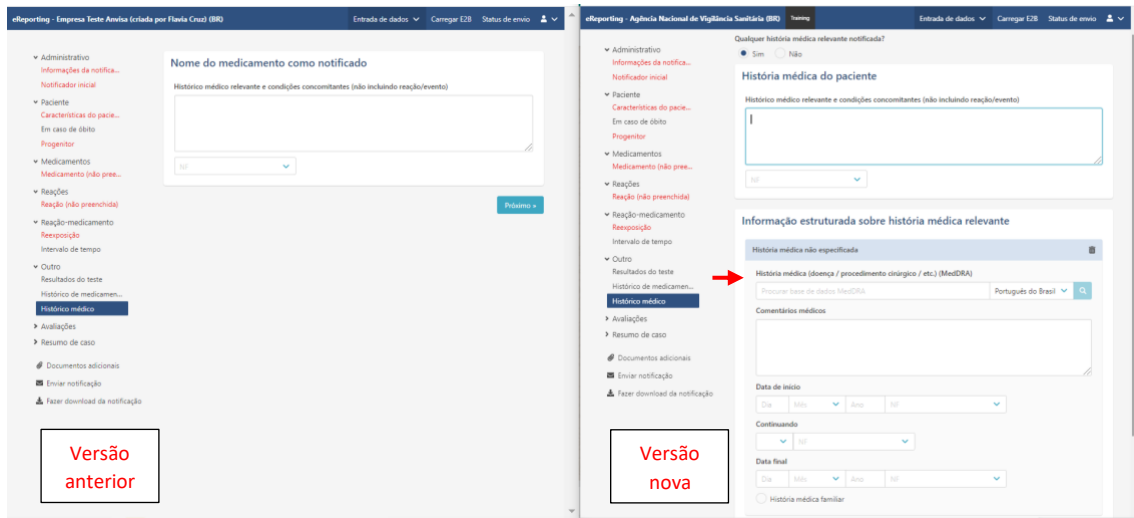 eReporting - Empresa Teste Anvisa (criada por Flavia Cruz) (BR)
Entrada de dados
Carregar E2B
Status de envio
Administrativo
Informações da notifica...
Notificador inicial
Paciente
Características do pacie...
Em caso de óbito
Progenitor
Medicamentos
Medicamento (não pree...
Reações
Reação (não preenchida)
Reação-medicamento
Reexposição
Intervalo de tempo
Outro
Resultados do teste
Histórico de medicamen...
Histórico médico
Avaliações
Resumo de caso
Documentos adicionais
Enviar notificação
Fazer download da notificação
Nome do medicamento como notificado
Histórico médico relevante e condições concomitantes (não incluindo reação/evento)
NI
Próximo »
Versão
anterior
eReporting - Agência Nacional de Vigilância Sanitária (BR)
Training
Entrada de dados
Carregar E2B
Status de envio
Administrativo
Informações da notifica...
Notificador inicial
Paciente
Características do pacie...
Em caso de óbito
Progenitor
Medicamentos
Medicamento (não pree...
Reações
Reação (não preenchida)
Reação-medicamento
Reexposição
Intervalo de tempo
Outro
Resultados do teste
Histórico de medicamen...
Histórico médico
Avaliações
Resumo de caso
Documentos adicionais
Enviar notificação
Fazer download da notificação
Qualquer história médica relevante notificada?
Sim Não
História médica do paciente
Histórico médico relevante e condições concomitantes (não incluindo reação/evento)
NI
Informação estruturada sobre história médica relevante
História médica não especificada
História médica (doença / procedimento cirúrgico / etc.) (MedDRA)
Procurar base de dados MedDRA
Português do Brasil
Comentários médicos
Data de início
Dia Mês Ano NI
Continuando
NI
Data final
Dia Mês Ano NI
História médica familiar
Versão
nova